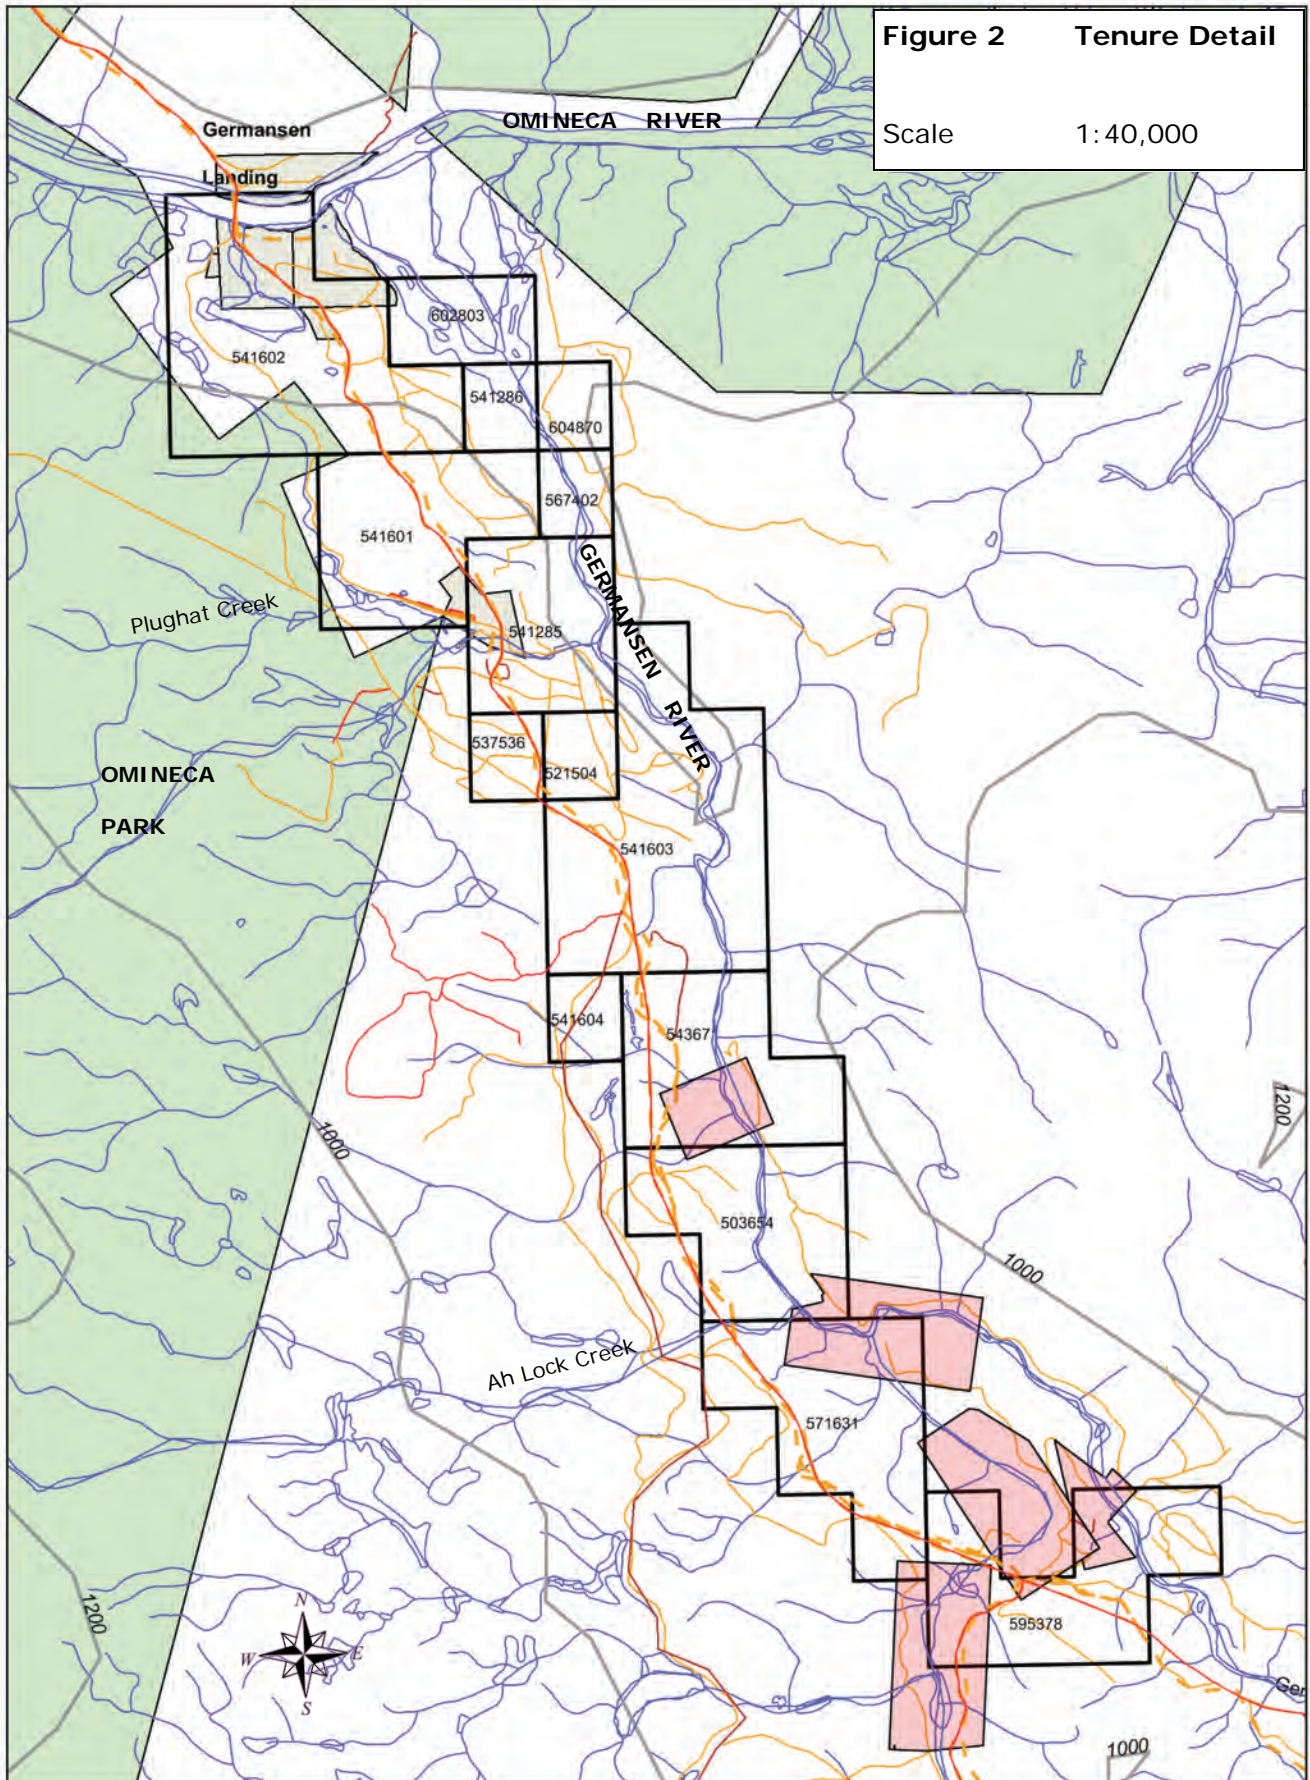 Figure 2 Tenure Detail
Scale 1:40,000
OMINECA RIVER
Germansen
Landing
602803
541602
541286
604870
567402
541601
GERMANSEN RIVER
Plughat Creek
541285
537536
521504
OMINECA
PARK
541603
541604
54367
1200
1000
503654
1000
Ah Lock Creek
571631
1200
N
W E
S
595378
Ger
1000